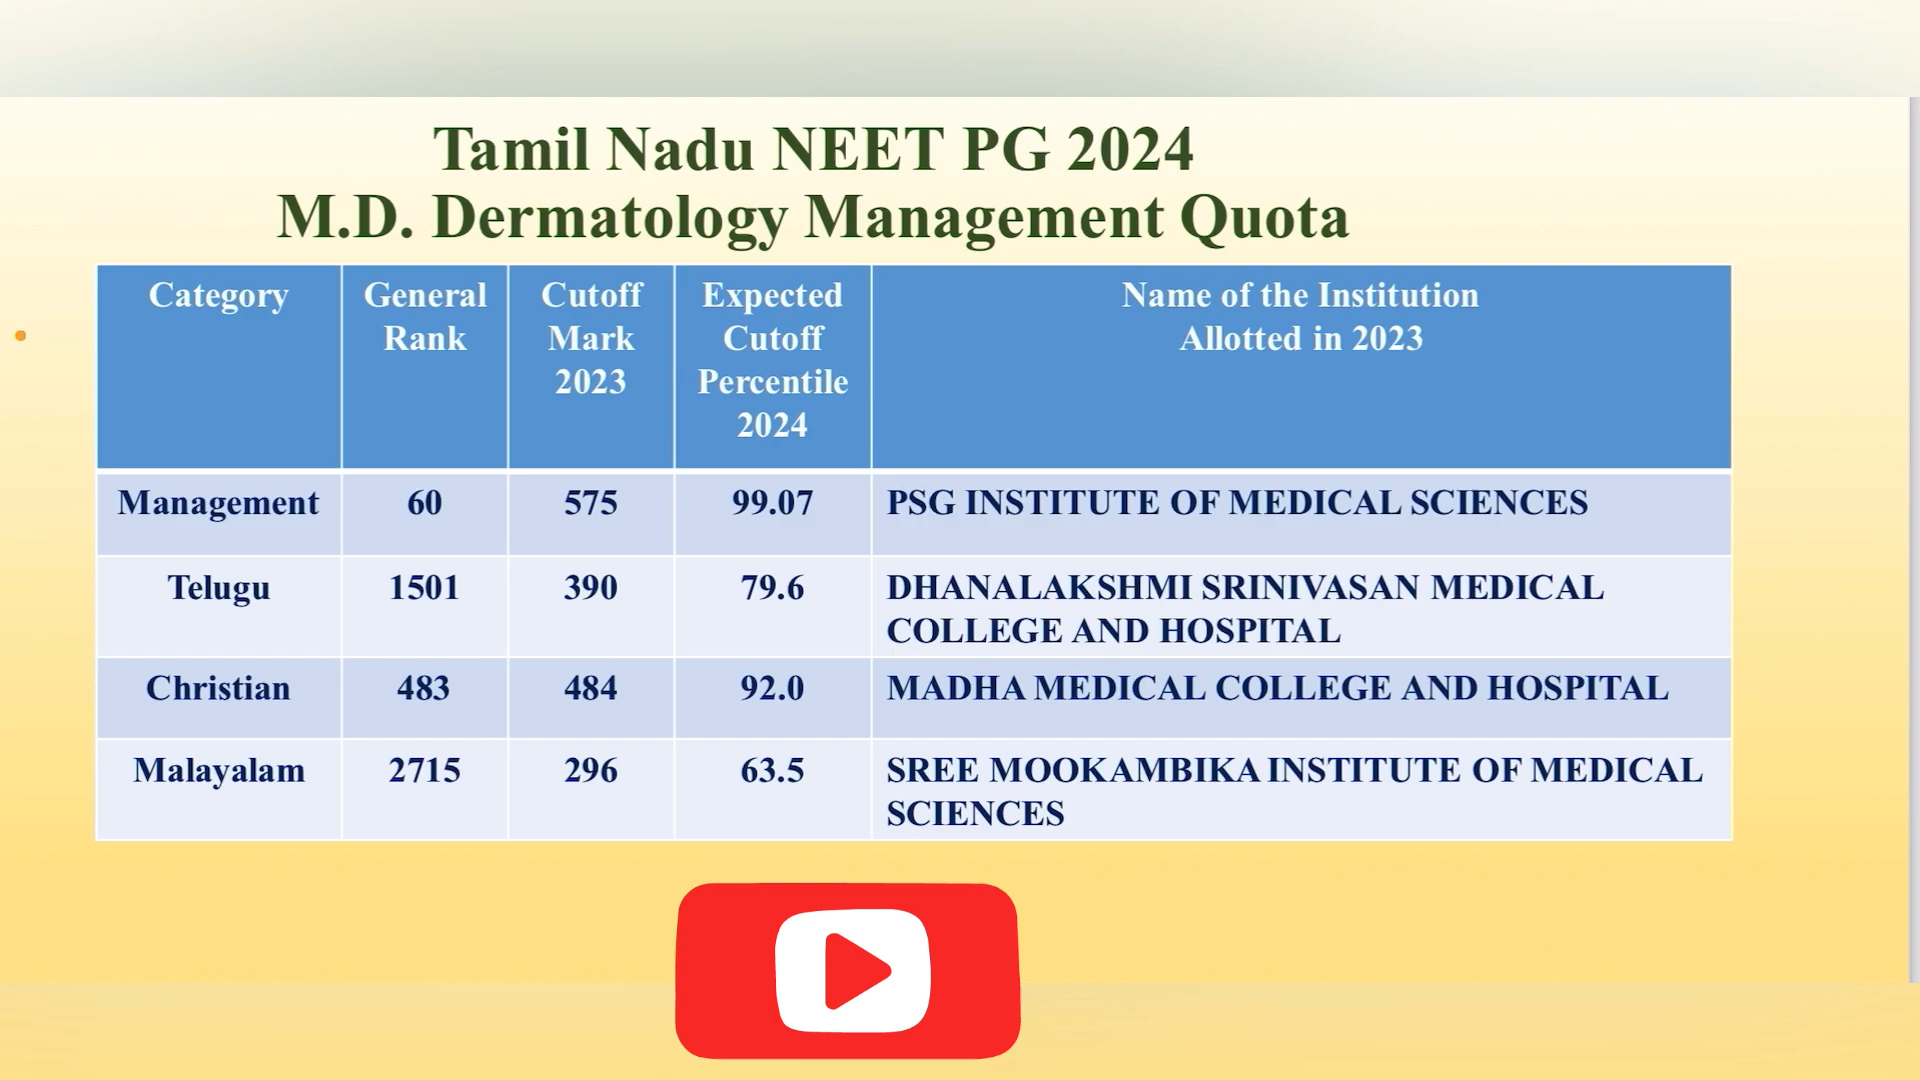 Tamil Nadu NEET PG 2024
M.D. Dermatology Management Quota
Category
General
Rank
Cutoff
Mark
2023
Expected
Cutoff
Percentile
2024
Name of the Institution
Allotted in 2023
Management 60 575 99.07 PSG INSTITUTE OF MEDICAL SCIENCES
Telugu 1501 390 79.6 DHANALAKSHMI SRINIVASAN MEDICAL
COLLEGE AND HOSPITAL
Christian 483 484 92.0 MADHA MEDICAL COLLEGE AND HOSPITAL
Malayalam 2715 296 63.5 SREE MOOKAMBIKA INSTITUTE OF MEDICAL
SCIENCES